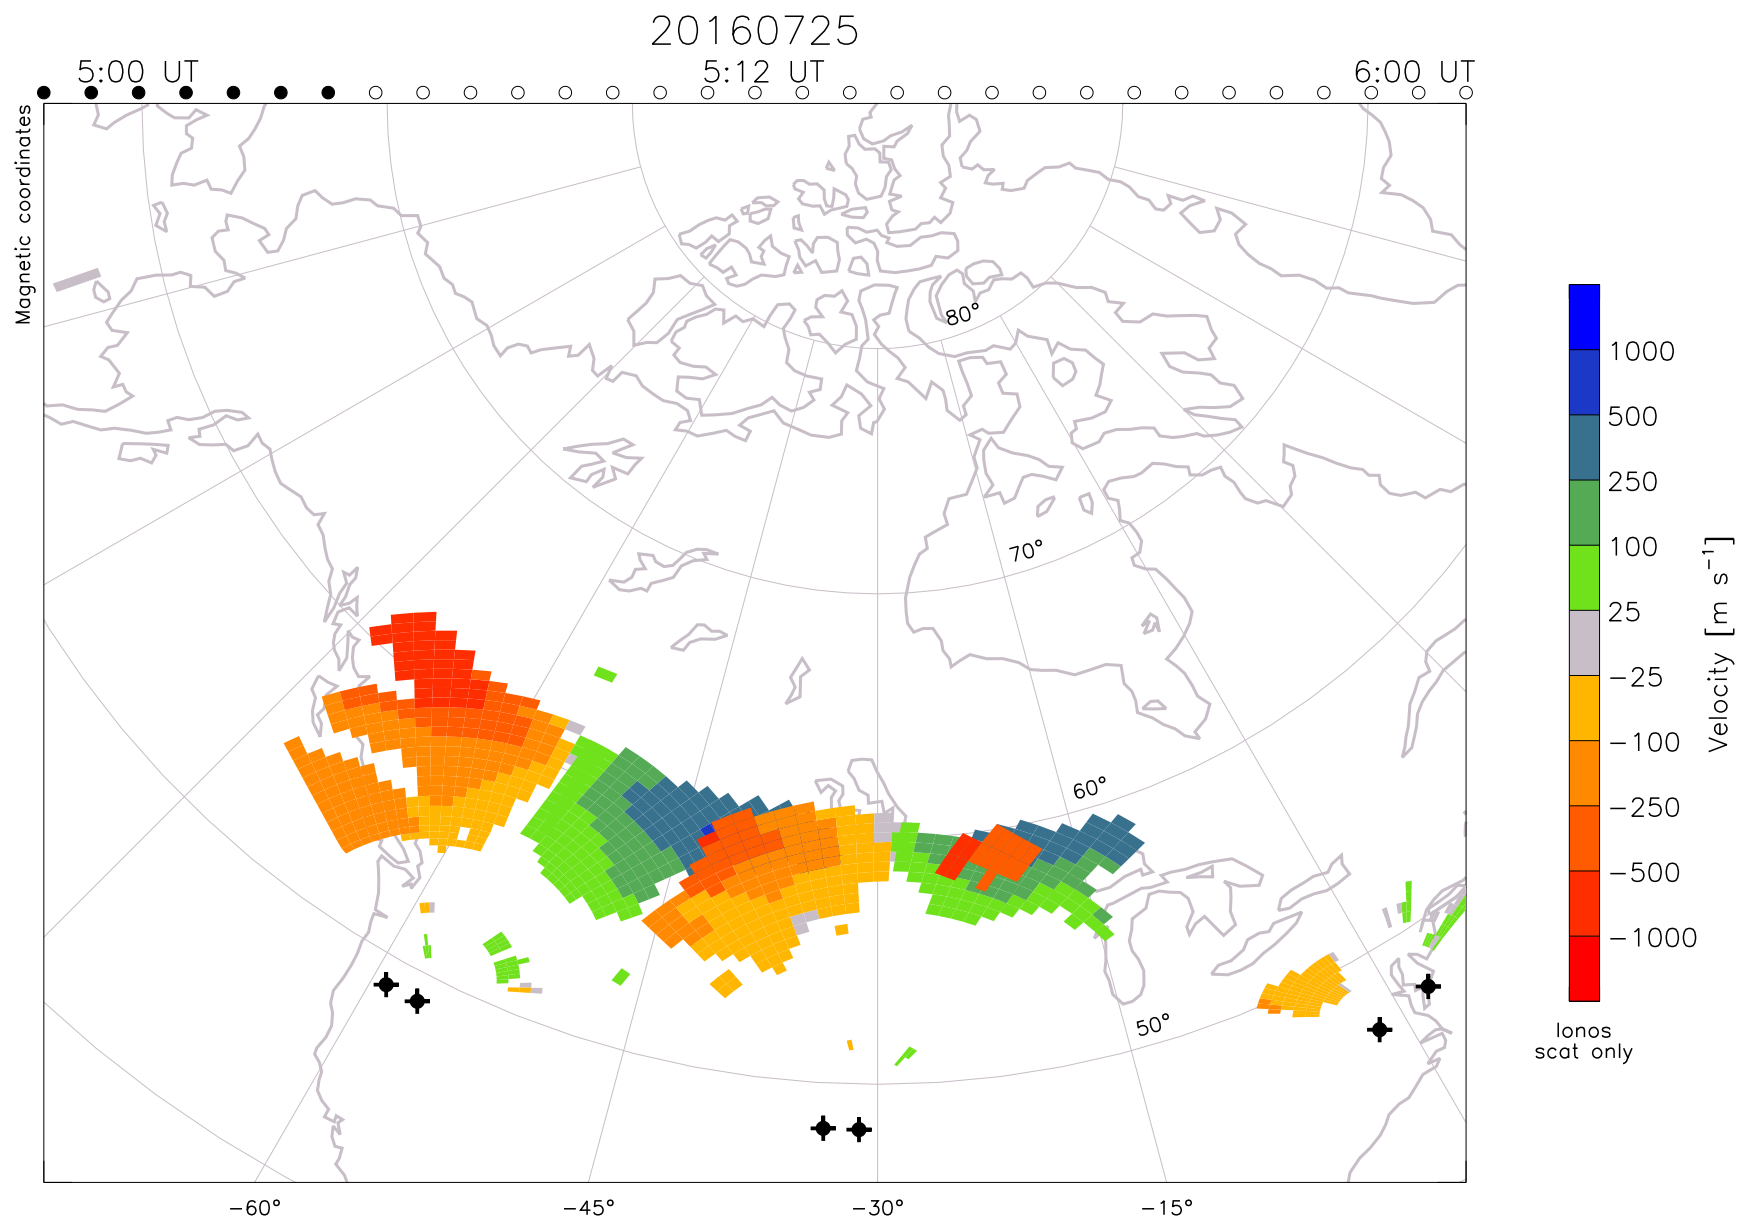 20160725
5:00 UT
5:12 UT
6:00 UT
Magnetic coordinates
80°
70°
60°
50°
1000
500
250
100
25
−25
−100
−250
−500
−1000
Velocity [m s⁻¹]
Ionos
scat only
−60°
−45°
−30°
−15°